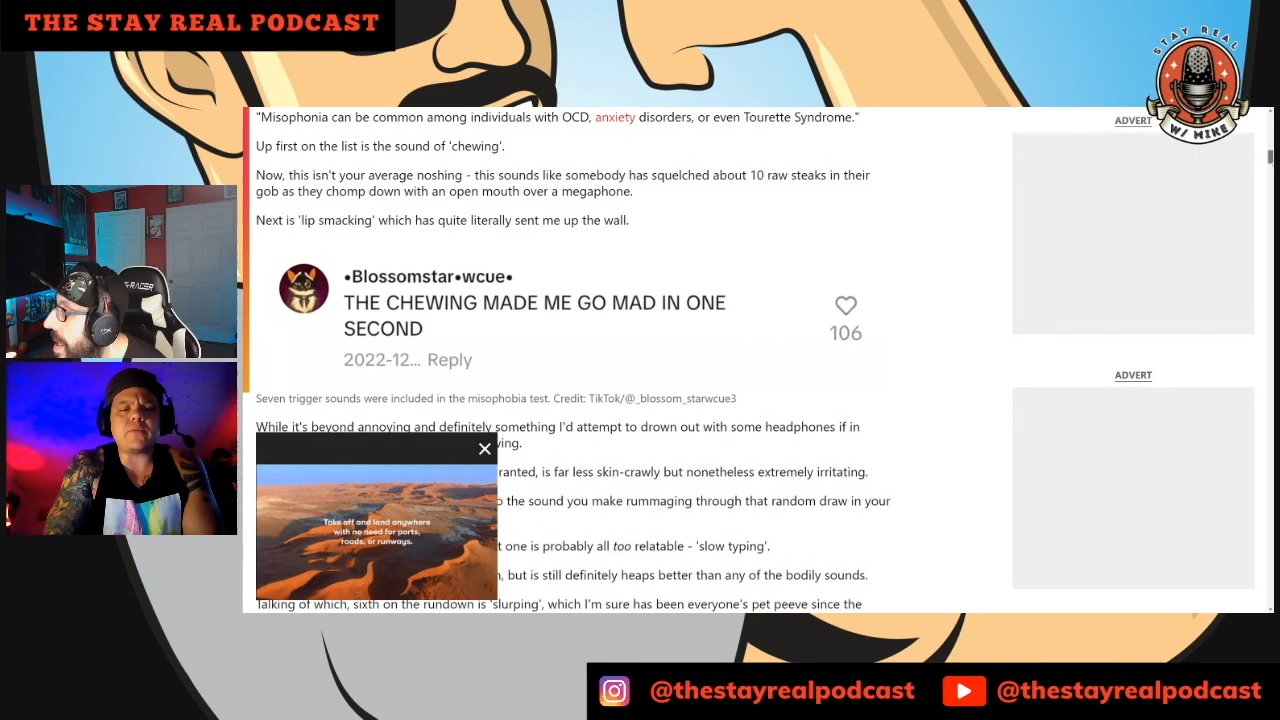 THE STAY REAL PODCAST
STAY REAL
W/ MIKE
"Misophonia can be common among individuals with OCD, anxiety disorders, or even Tourette Syndrome."
ADVERT
Up first on the list is the sound of 'chewing'.
Now, this isn't your average noshing - this sounds like somebody has squelched about 10 raw steaks in their
gob as they chomp down with an open mouth over a megaphone.
Next is 'lip smacking' which has quite literally sent me up the wall.
•Blossomstar•wcue•
THE CHEWING MADE ME GO MAD IN ONE
SECOND
106
2022-12... Reply
ADVERT
Seven trigger sounds were included in the misophobia test. Credit: TikTok/@_blossom_starwcue3
While it's beyond annoying and definitely something I'd attempt to drown out with some headphones if in
ving.
ranted, is far less skin-crawly but nonetheless extremely irritating.
o the sound you make rummaging through that random draw in your
Take off and land anywhere
with no need for ports,
roads, or runways.
t one is probably all too relatable - 'slow typing'.
, but is still definitely heaps better than any of the bodily sounds.
Talking of which, sixth on the rundown is 'slurping', which I'm sure has been everyone's pet peeve since the
@thestayrealpodcast
@thestayrealpodcast